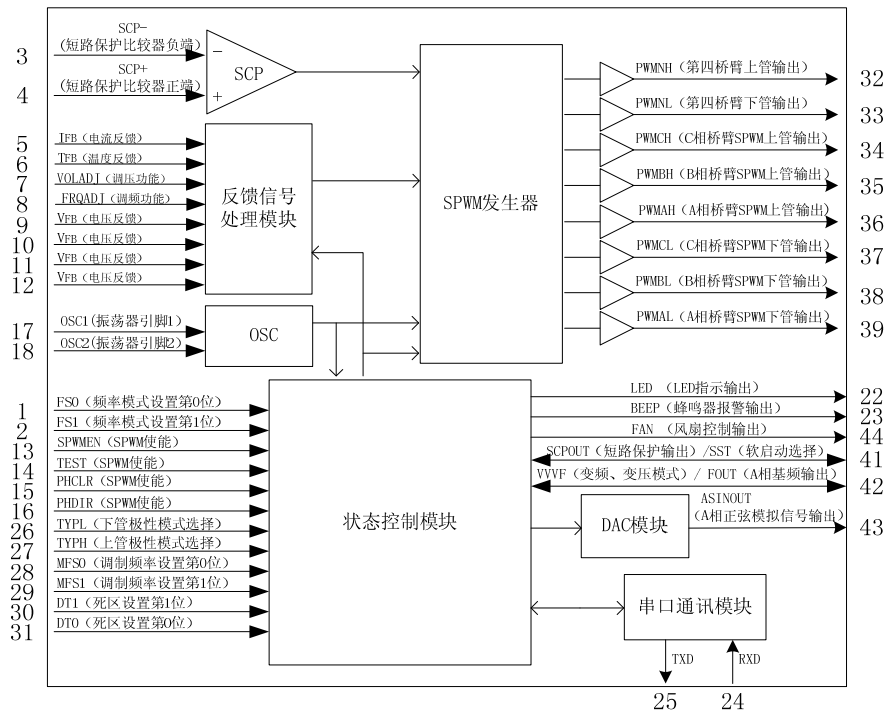 SCP-
(短路保护比较器负端)
3
SCP+
(短路保护比较器正端)
4
-
SCP
+
5 IFB(电流反馈)
6 TFB(温度反馈)
7 VOLADJ(调压功能)
8 FRQADJ(调频功能)
9 VFB(电压反馈)
10 VFB(电压反馈)
11 VFB(电压反馈)
12 VFB(电压反馈)
反馈信号
处理模块
17 OSC1(振荡器引脚1)
18 OSC2(振荡器引脚2)
OSC
SPWM发生器
PWMNH(第四桥臂上管输出) 32
PWMNL(第四桥臂下管输出) 33
PWMCH(C相桥臂SPWM上管输出) 34
PWMBH(B相桥臂SPWM上管输出) 35
PWMAH(A相桥臂SPWM上管输出) 36
PWMCL(C相桥臂SPWM下管输出) 37
PWMBL(B相桥臂SPWM下管输出) 38
PWMAL(A相桥臂SPWM下管输出) 39
1 FS0(频率模式设置第0位)
2 FS1(频率模式设置第1位)
13 SPWMEN(SPWM使能)
14 TEST(SPWM使能)
15 PHCLR(SPWM使能)
16 PHDIR(SPWM使能)
26 TYPL(下管极性模式选择)
27 TYPH(上管极性模式选择)
28 MFS0(调制频率设置第0位)
29 MFS1(调制频率设置第1位)
30 DT1(死区设置第1位)
31 DT0(死区设置第0位)
状态控制模块
LED (LED指示输出) 22
BEEP(蜂鸣器报警输出) 23
FAN (风扇控制输出) 44
SCPOUT(短路保护输出)/SST(软启动选择) 41
VVVF(变频、变压模式)/ FOUT(A相基频输出) 42
DAC模块
ASINOUT
(A相正弦模拟信号输出) 43
串口通讯模块
TXD
RXD
25
24